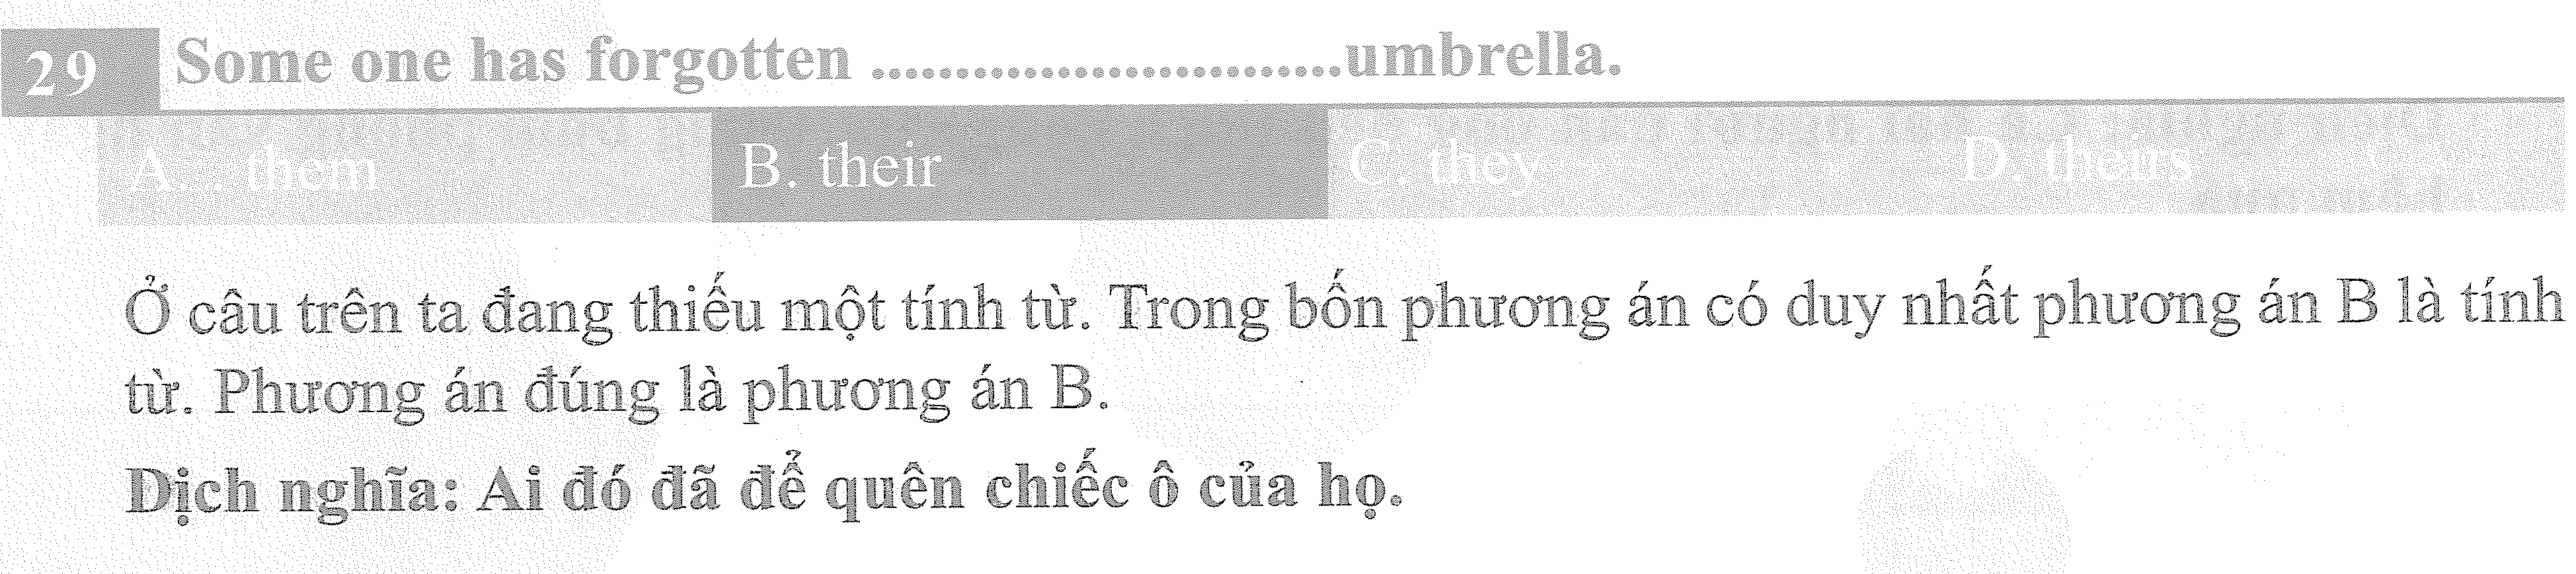 29 Some one has forgotten ............................umbrella.
A. . them B. their C. they D. theirs
Ở câu trên ta đang thiếu một tính từ. Trong bốn phương án có duy nhất phương án B là tính
từ. Phương án đúng là phương án B.
Dịch nghĩa: Ai đó đã để quên chiếc ô của họ.